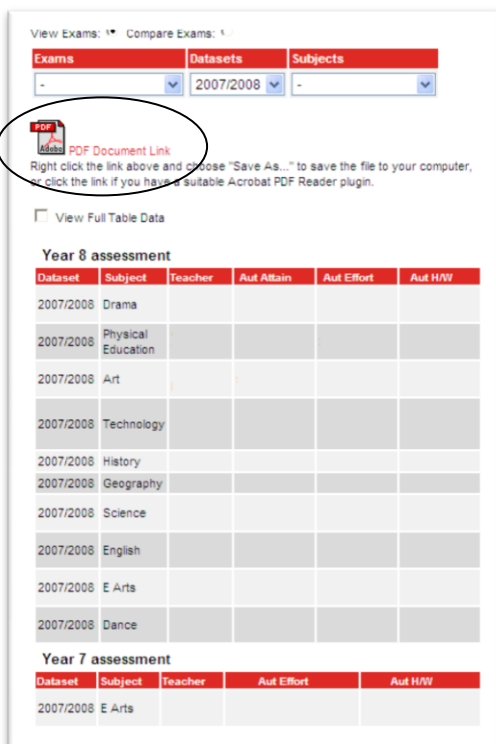 View Exams: Compare Exams:
Exams Datasets Subjects
- 2007/2008 -
PDF
Adobe PDF Document Link
Right click the link above and choose "Save As..." to save the file to your computer,
or click the link if you have a suitable Acrobat PDF Reader plugin.
View Full Table Data
Year 8 assessment
Dataset Subject Teacher Aut Attain Aut Effort Aut H/W
2007/2008 Drama
2007/2008 Physical
Education
2007/2008 Art
2007/2008 Technology
2007/2008 History
2007/2008 Geography
2007/2008 Science
2007/2008 English
2007/2008 E Arts
2007/2008 Dance
Year 7 assessment
Dataset Subject Teacher Aut Effort Aut H/W
2007/2008 E Arts